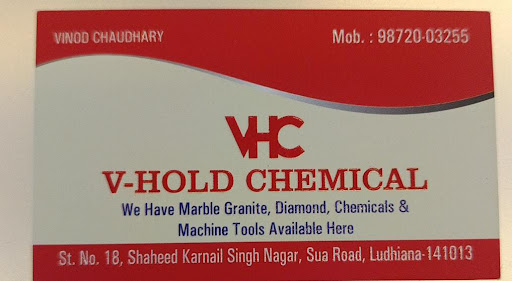 VINOD CHAUDHARY
Mob. : 98720-03255
VHC
V-HOLD CHEMICAL
We Have Marble Granite, Diamond, Chemicals &
Machine Tools Available Here
St. No. 18, Shaheed Karnail Singh Nagar, Sua Road, Ludhiana-141013